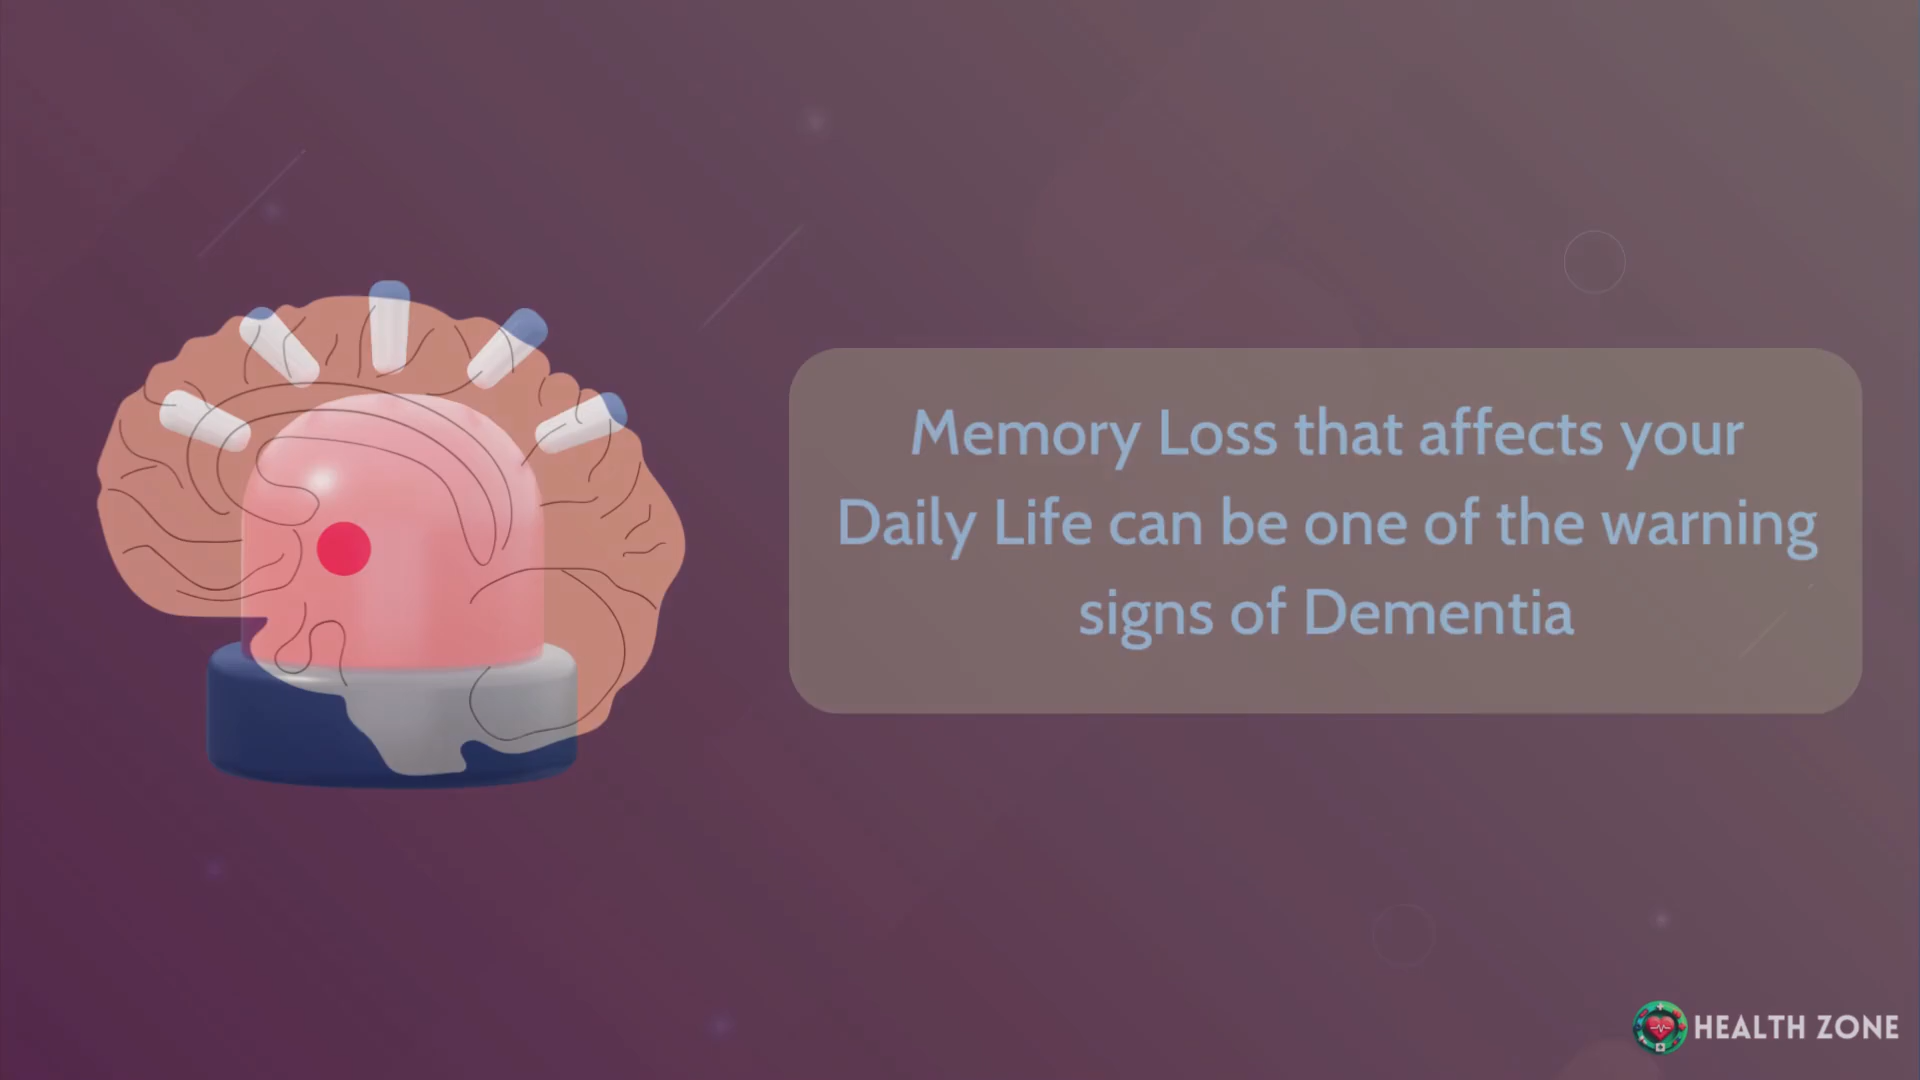 Memory Loss that affects your
Daily Life can be one of the warning
signs of Dementia
HEALTH ZONE